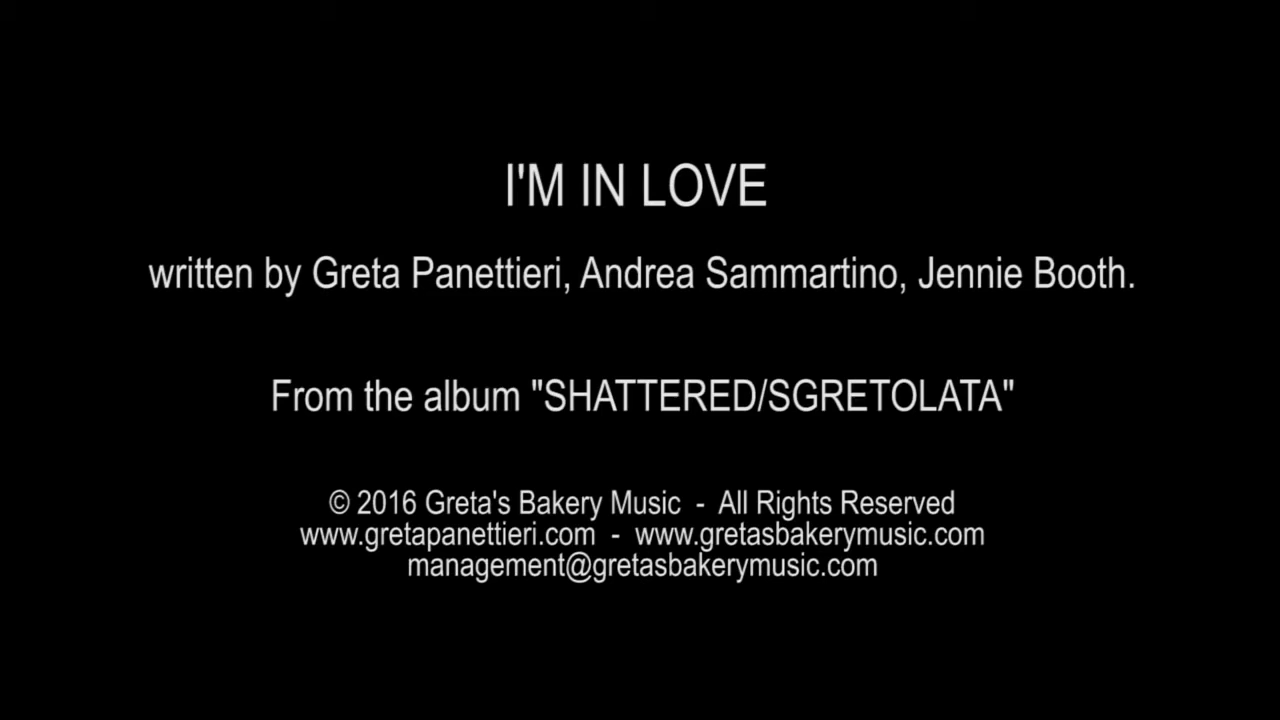 I'M IN LOVE
written by Greta Panettieri, Andrea Sammartino, Jennie Booth.
From the album "SHATTERED/SGRETOLATA"
© 2016 Greta's Bakery Music - All Rights Reserved
www.gretapanettieri.com - www.gretasbakerymusic.com
management@gretasbakerymusic.com